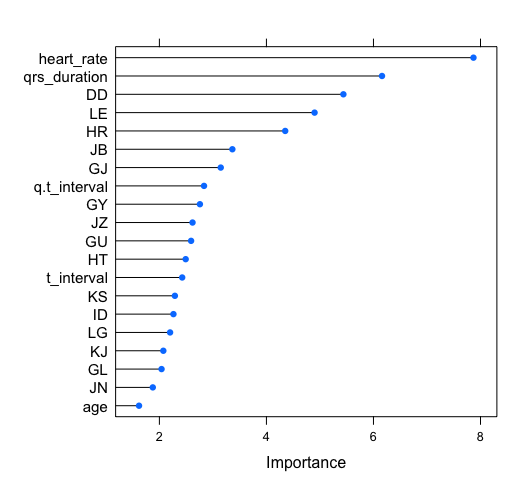 heart_rate
qrs_duration
DD
LE
HR
JB
GJ
q.t_interval
GY
JZ
GU
HT
t_interval
KS
ID
LG
KJ
GL
JN
age
2 4 6 8
Importance